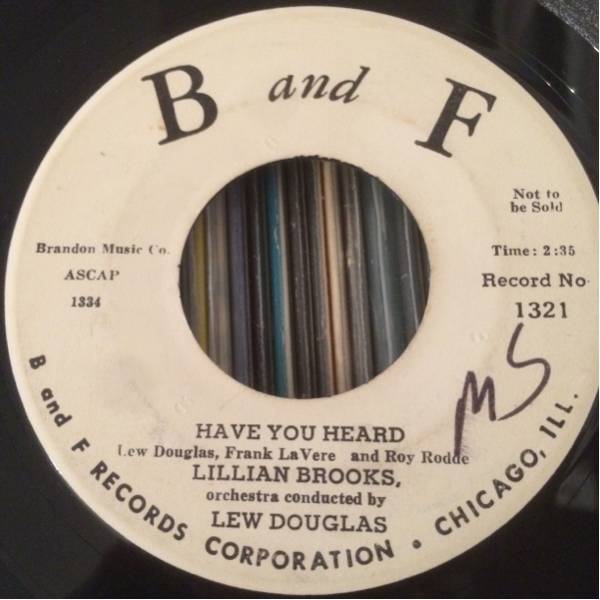 B and F
Not to
be Sold
Brandon Music Co.
ASCAP
1334
Time: 2:35
Record No.
1321
MS
HAVE YOU HEARD
Lew Douglas, Frank LaVere and Roy Rodde
LILLIAN BROOKS,
orchestra conducted by
LEW DOUGLAS
B and F RECORDS CORPORATION • CHICAGO, ILL.